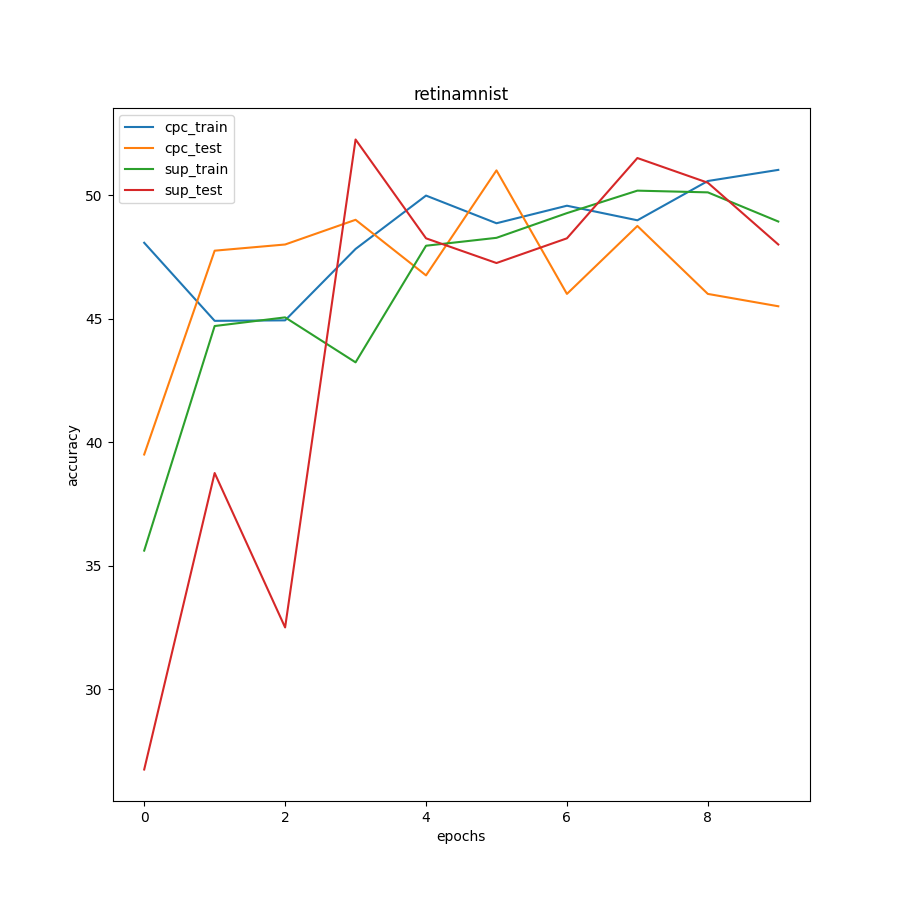 retinamnist
cpc_train
cpc_test
sup_train
sup_test
50
45
40
35
30
accuracy
0 2 4 6 8
epochs